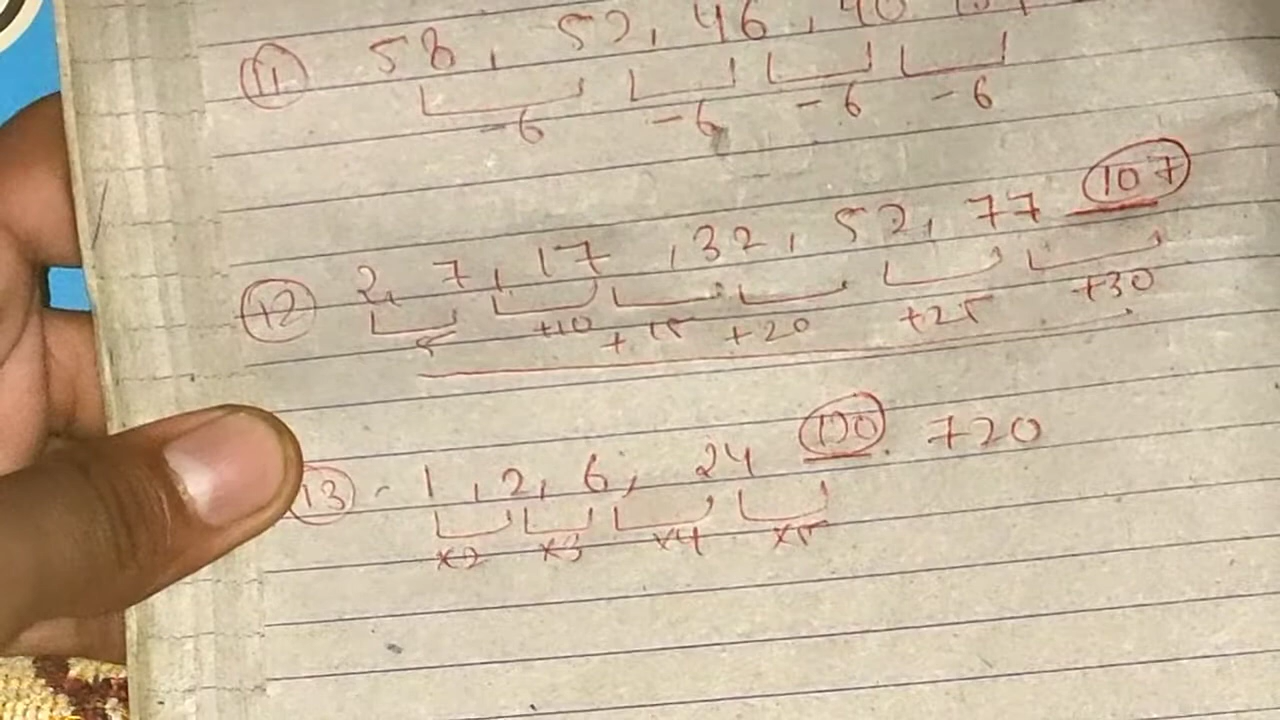 11 58, 52, 46, 40
-6 -6 -6 -6
12 2, 7, 17, 32, 52, 77 107
5 +10 +15 +20 +25 +30
13 - 1, 2, 6, 24 120 720
×2 ×3 ×4 ×5